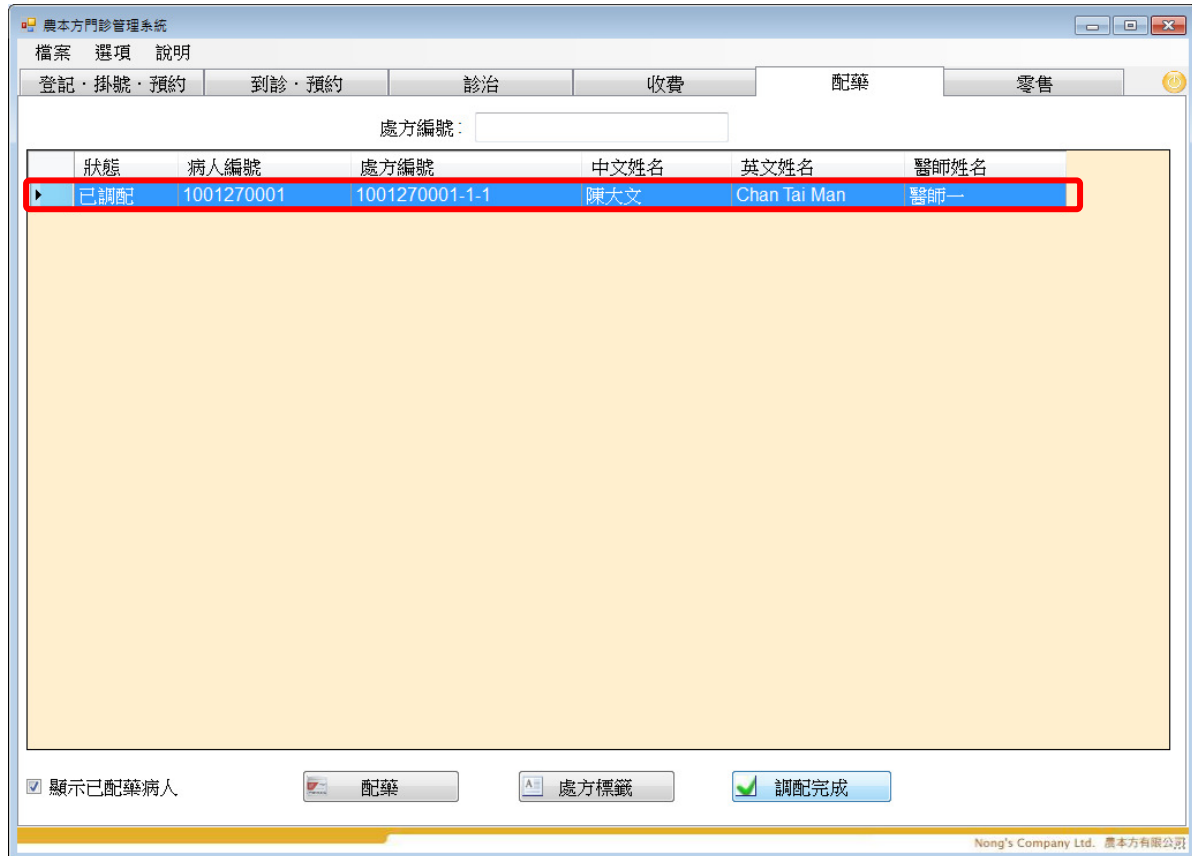 農本方門診管理系統
檔案 選項 說明
登記．掛號．預約 到診．預約 診治 收費 配藥 零售
處方編號：
狀態 病人編號 處方編號 中文姓名 英文姓名 醫師姓名
已調配 1001270001 1001270001-1-1 陳大文 Chan Tai Man 醫師一
顯示已配藥病人 配藥 處方標籤 調配完成
Nong's Company Ltd. 農本方有限公司